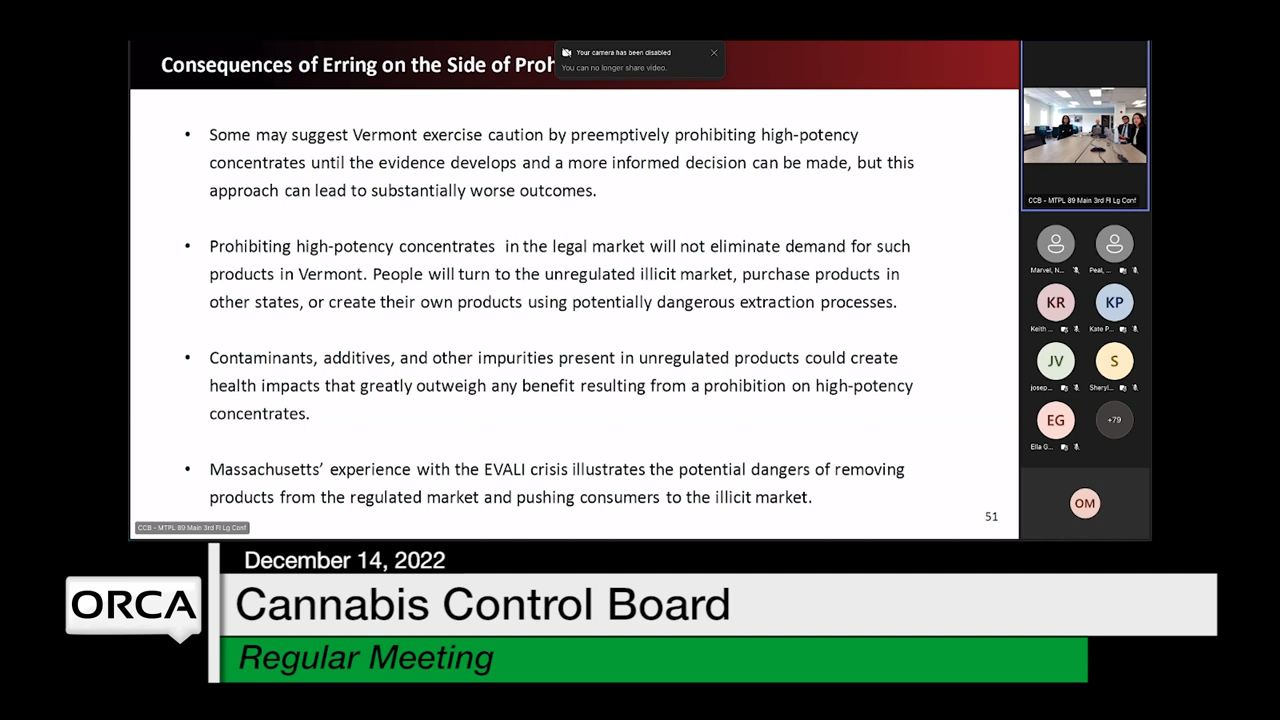 Consequences of Erring on the Side of Proh
Your camera has been disabled
You can no longer share video.
• Some may suggest Vermont exercise caution by preemptively prohibiting high-potency
concentrates until the evidence develops and a more informed decision can be made, but this
approach can lead to substantially worse outcomes.
• Prohibiting high-potency concentrates in the legal market will not eliminate demand for such
products in Vermont. People will turn to the unregulated illicit market, purchase products in
other states, or create their own products using potentially dangerous extraction processes.
• Contaminants, additives, and other impurities present in unregulated products could create
health impacts that greatly outweigh any benefit resulting from a prohibition on high-potency
concentrates.
• Massachusetts' experience with the EVALI crisis illustrates the potential dangers of removing
products from the regulated market and pushing consumers to the illicit market.
51
CCB - MTPL 89 Main 3rd Fl Lg Conf
CCB - MTPL 89 Main 3rd Fl Lg Conf
Marvel, N...
Peal, ...
KR
KP
Keith ...
Kate P...
JV
S
josep...
Sheryl...
EG
+79
Ella G...
OM
December 14, 2022
ORCA
Cannabis Control Board
Regular Meeting